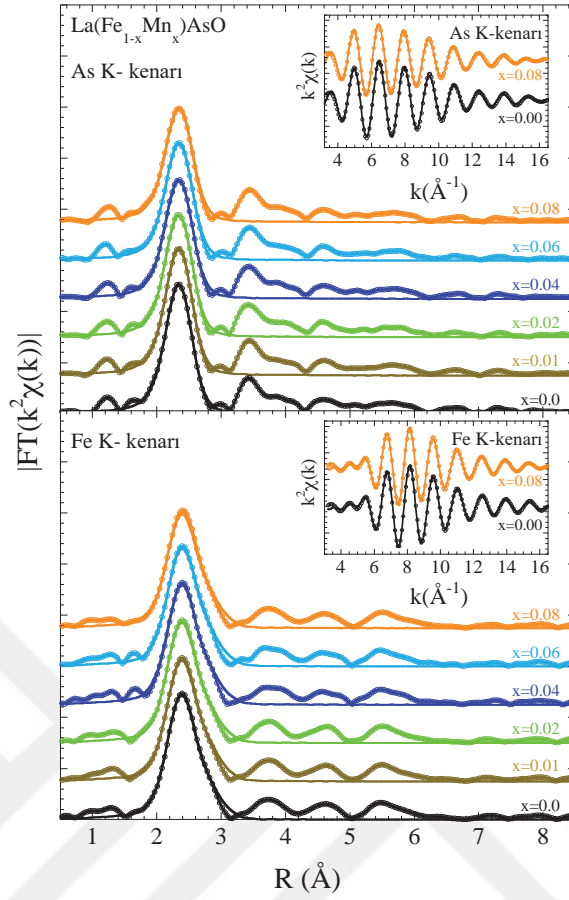 La(Fe₁₋ₓMnₓ)AsO
As K- kenarı
As K-kenarı
k²χ(k)
x=0.08
x=0.00
4 6 8 10 12 14 16
k(Å⁻¹)
x=0.08
x=0.06
x=0.04
x=0.02
x=0.01
x=0.0
|FT(k²χ(k))|
Fe K- kenarı
Fe K-kenarı
k²χ(k)
x=0.08
x=0.00
4 6 8 10 12 14 16
k(Å⁻¹)
x=0.08
x=0.06
x=0.04
x=0.02
x=0.01
x=0.0
1 2 3 4 5 6 7 8
R (Å)